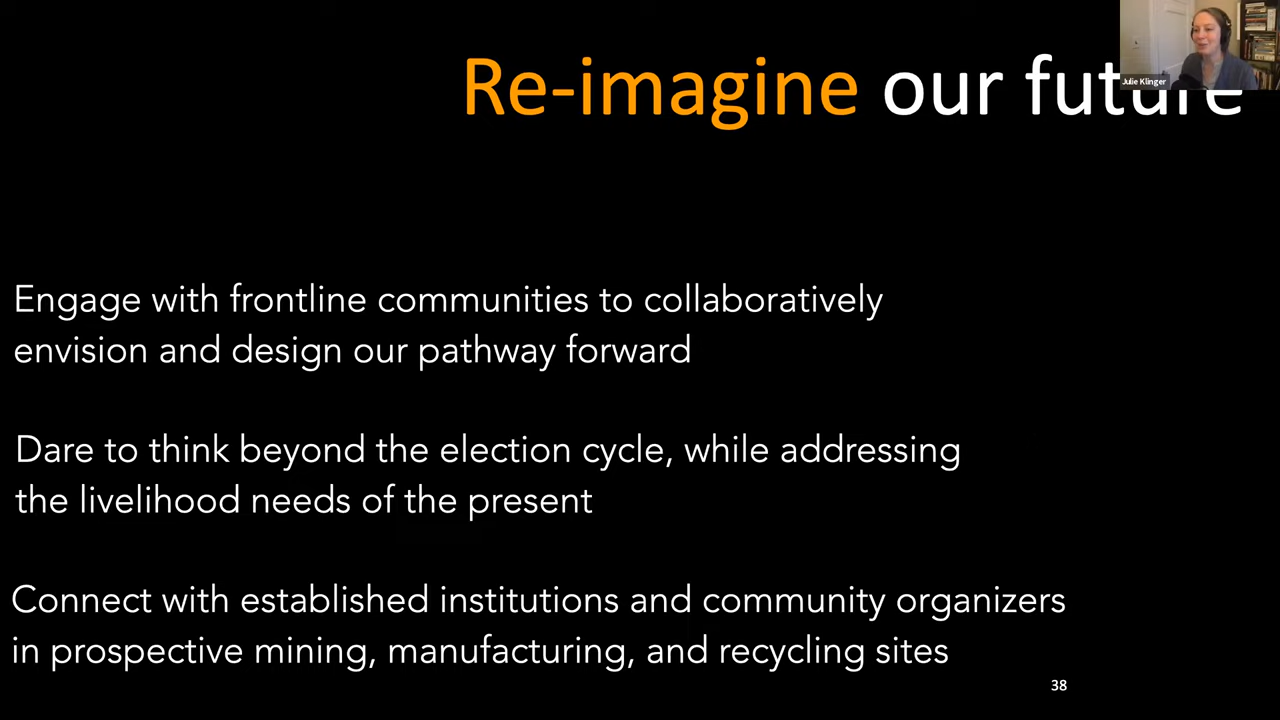 Re-imagine our future
Julie Klinger
Engage with frontline communities to collaboratively
envision and design our pathway forward
Dare to think beyond the election cycle, while addressing
the livelihood needs of the present
Connect with established institutions and community organizers
in prospective mining, manufacturing, and recycling sites
38